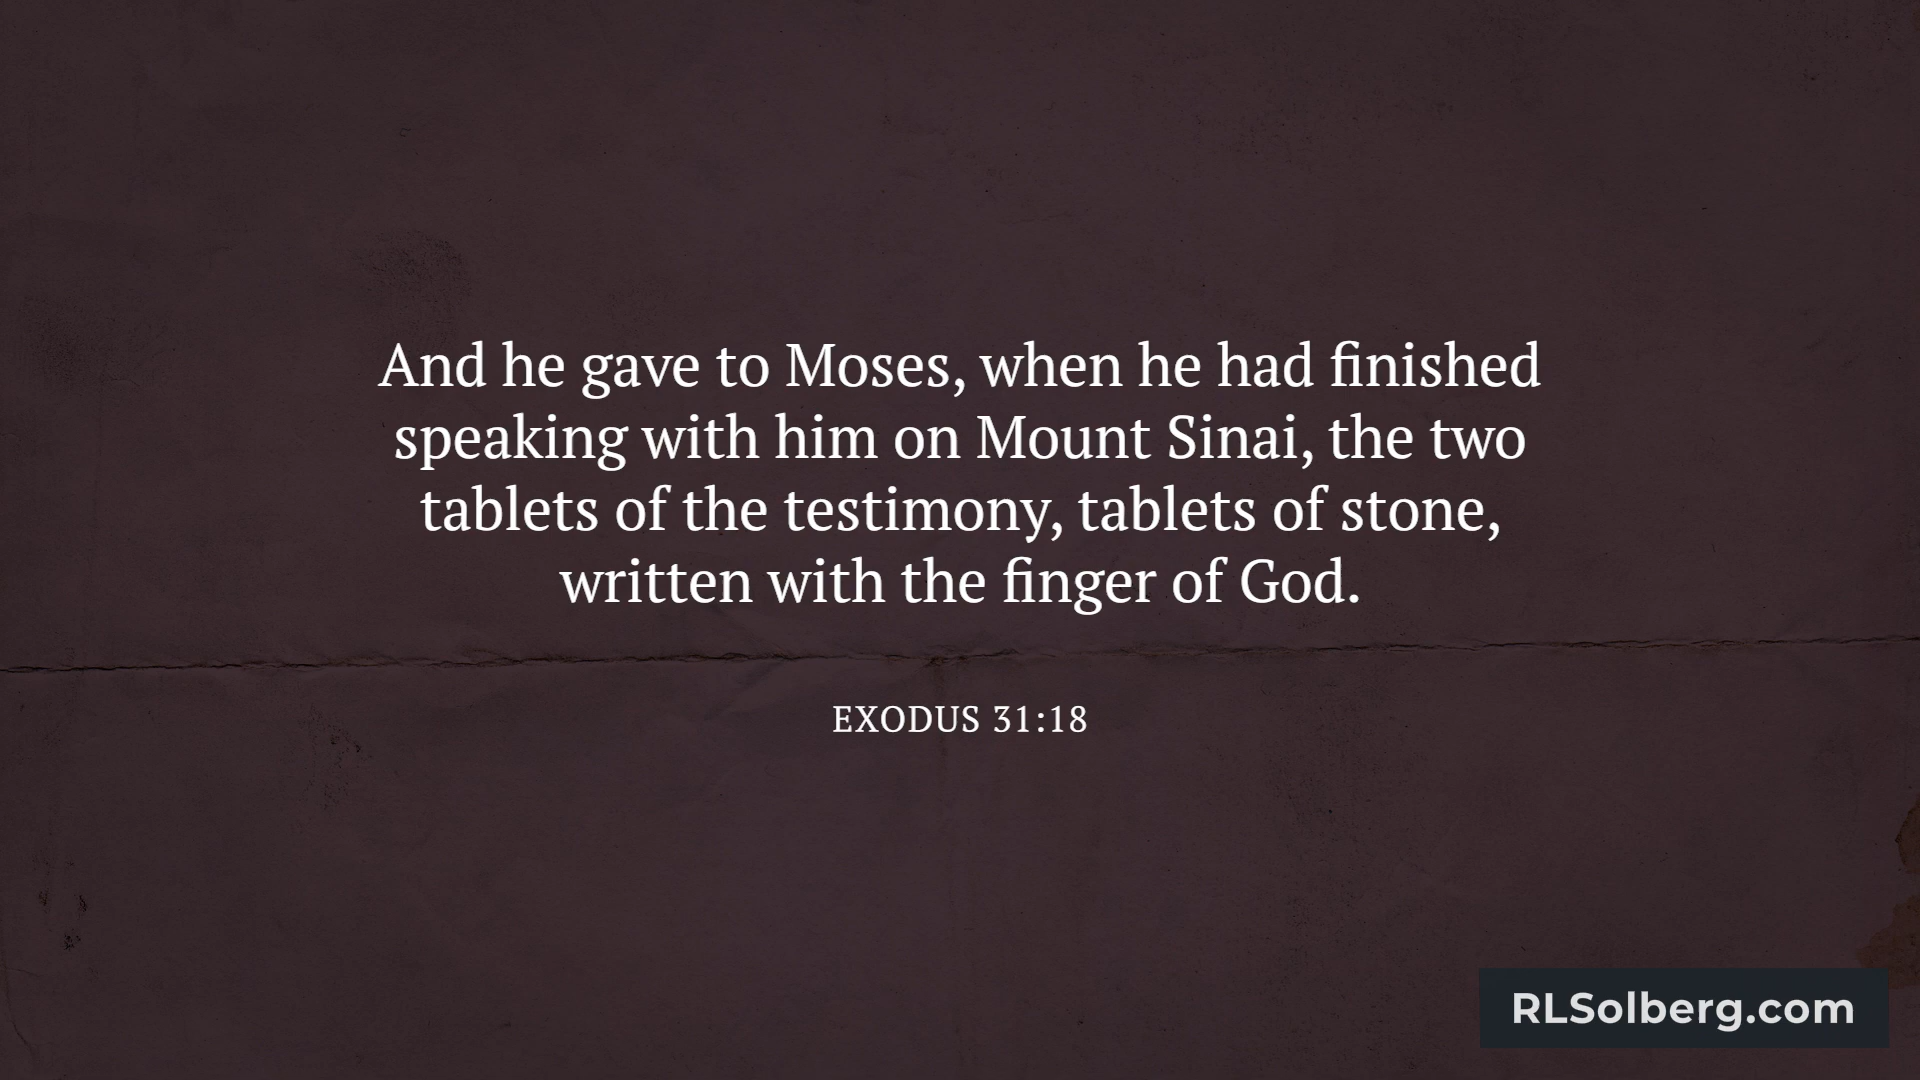 And he gave to Moses, when he had finished
speaking with him on Mount Sinai, the two
tablets of the testimony, tablets of stone,
written with the finger of God.
EXODUS 31:18
RLSolberg.com